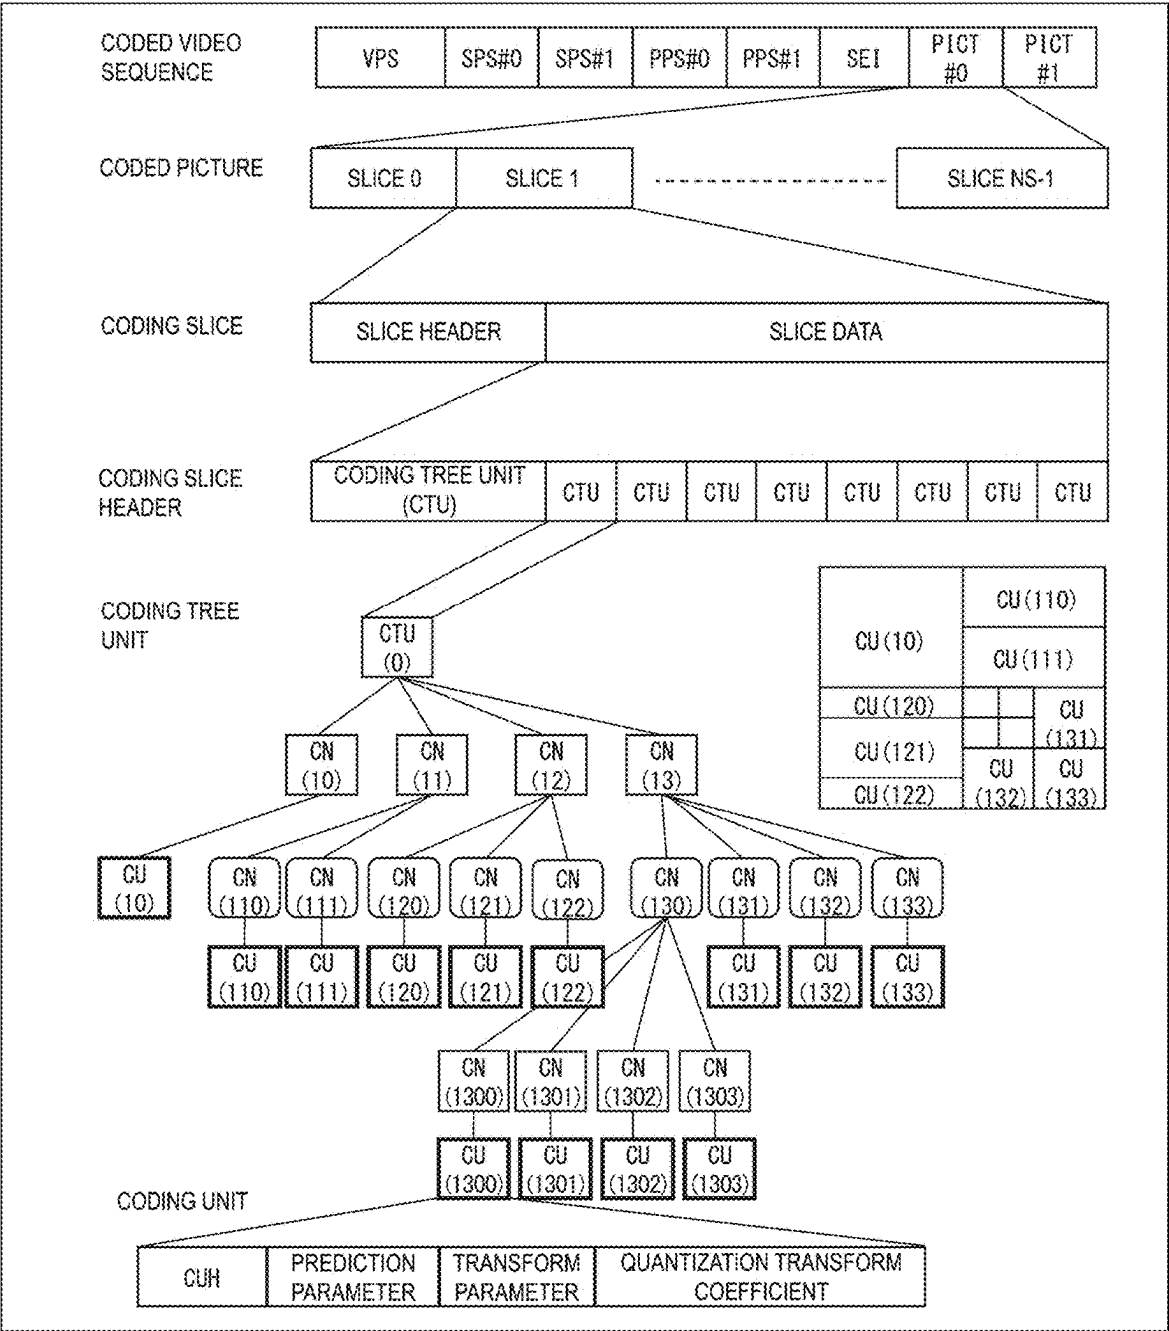 CODED VIDEO
SEQUENCE
VPS SPS#0 SPS#1 PPS#0 PPS#1 SEI PICT
#0 PICT
#1
CODED PICTURE
SLICE 0 SLICE 1 SLICE NS-1
CODING SLICE
SLICE HEADER SLICE DATA
CODING SLICE
HEADER
CODING TREE UNIT
(CTU)
CTU CTU CTU CTU CTU CTU CTU CTU
CODING TREE
UNIT
CTU
(0)
CU(10)
CU(110)
CU(111)
CU(120)
CU(121)
CU(122)
CU
(131)
CU
(132)
CU
(133)
CN
(10)
CN
(11)
CN
(12)
CN
(13)
CU
(10)
CN
(110)
CN
(111)
CN
(120)
CN
(121)
CN
(122)
CN
(130)
CN
(131)
CN
(132)
CN
(133)
CU
(110)
CU
(111)
CU
(120)
CU
(121)
CU
(122)
CU
(131)
CU
(132)
CU
(133)
CN
(1300)
CN
(1301)
CN
(1302)
CN
(1303)
CU
(1300)
CU
(1301)
CU
(1302)
CU
(1303)
CODING UNIT
CUH
PREDICTION
PARAMETER
TRANSFORM
PARAMETER
QUANTIZATION TRANSFORM
COEFFICIENT